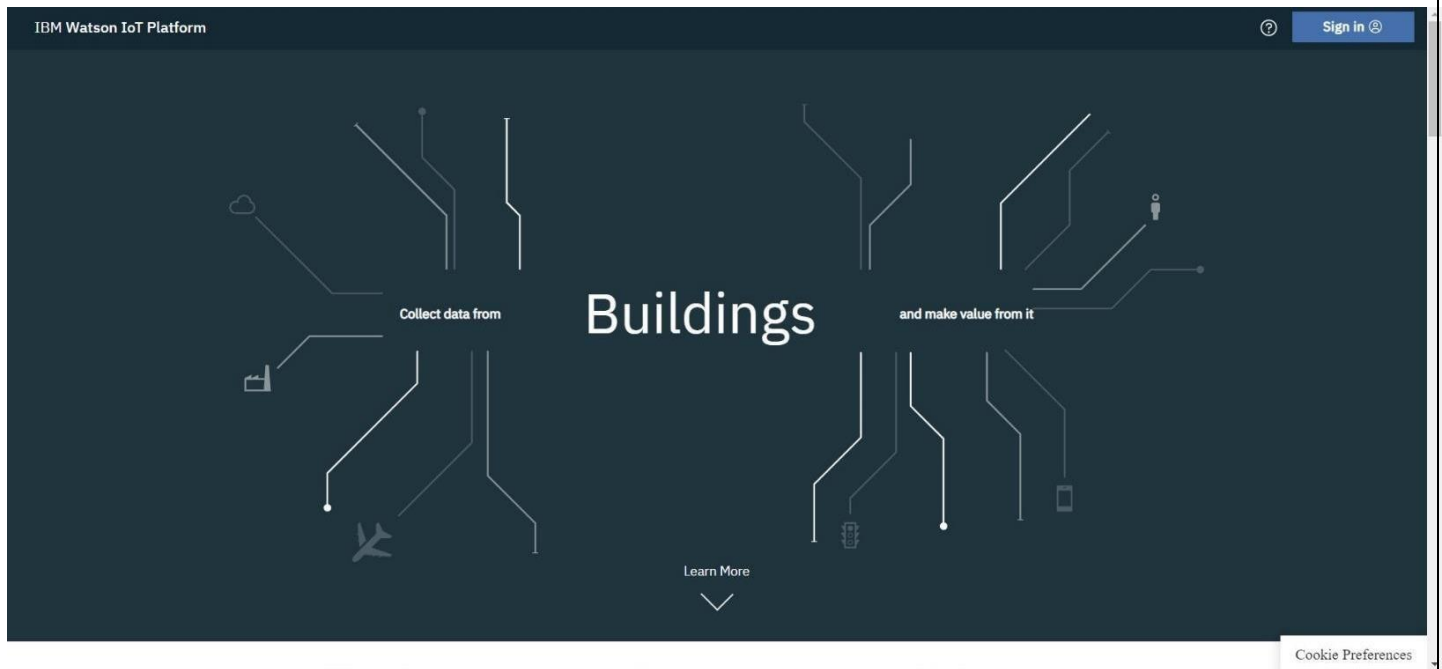 IBM Watson IoT Platform
Sign in
Collect data from
Buildings
and make value from it
Learn More
Cookie Preferences